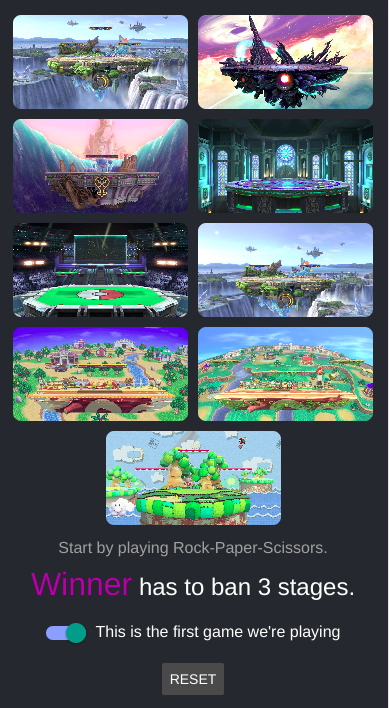 Start by playing Rock-Paper-Scissors.
Winner has to ban 3 stages.
This is the first game we're playing
RESET